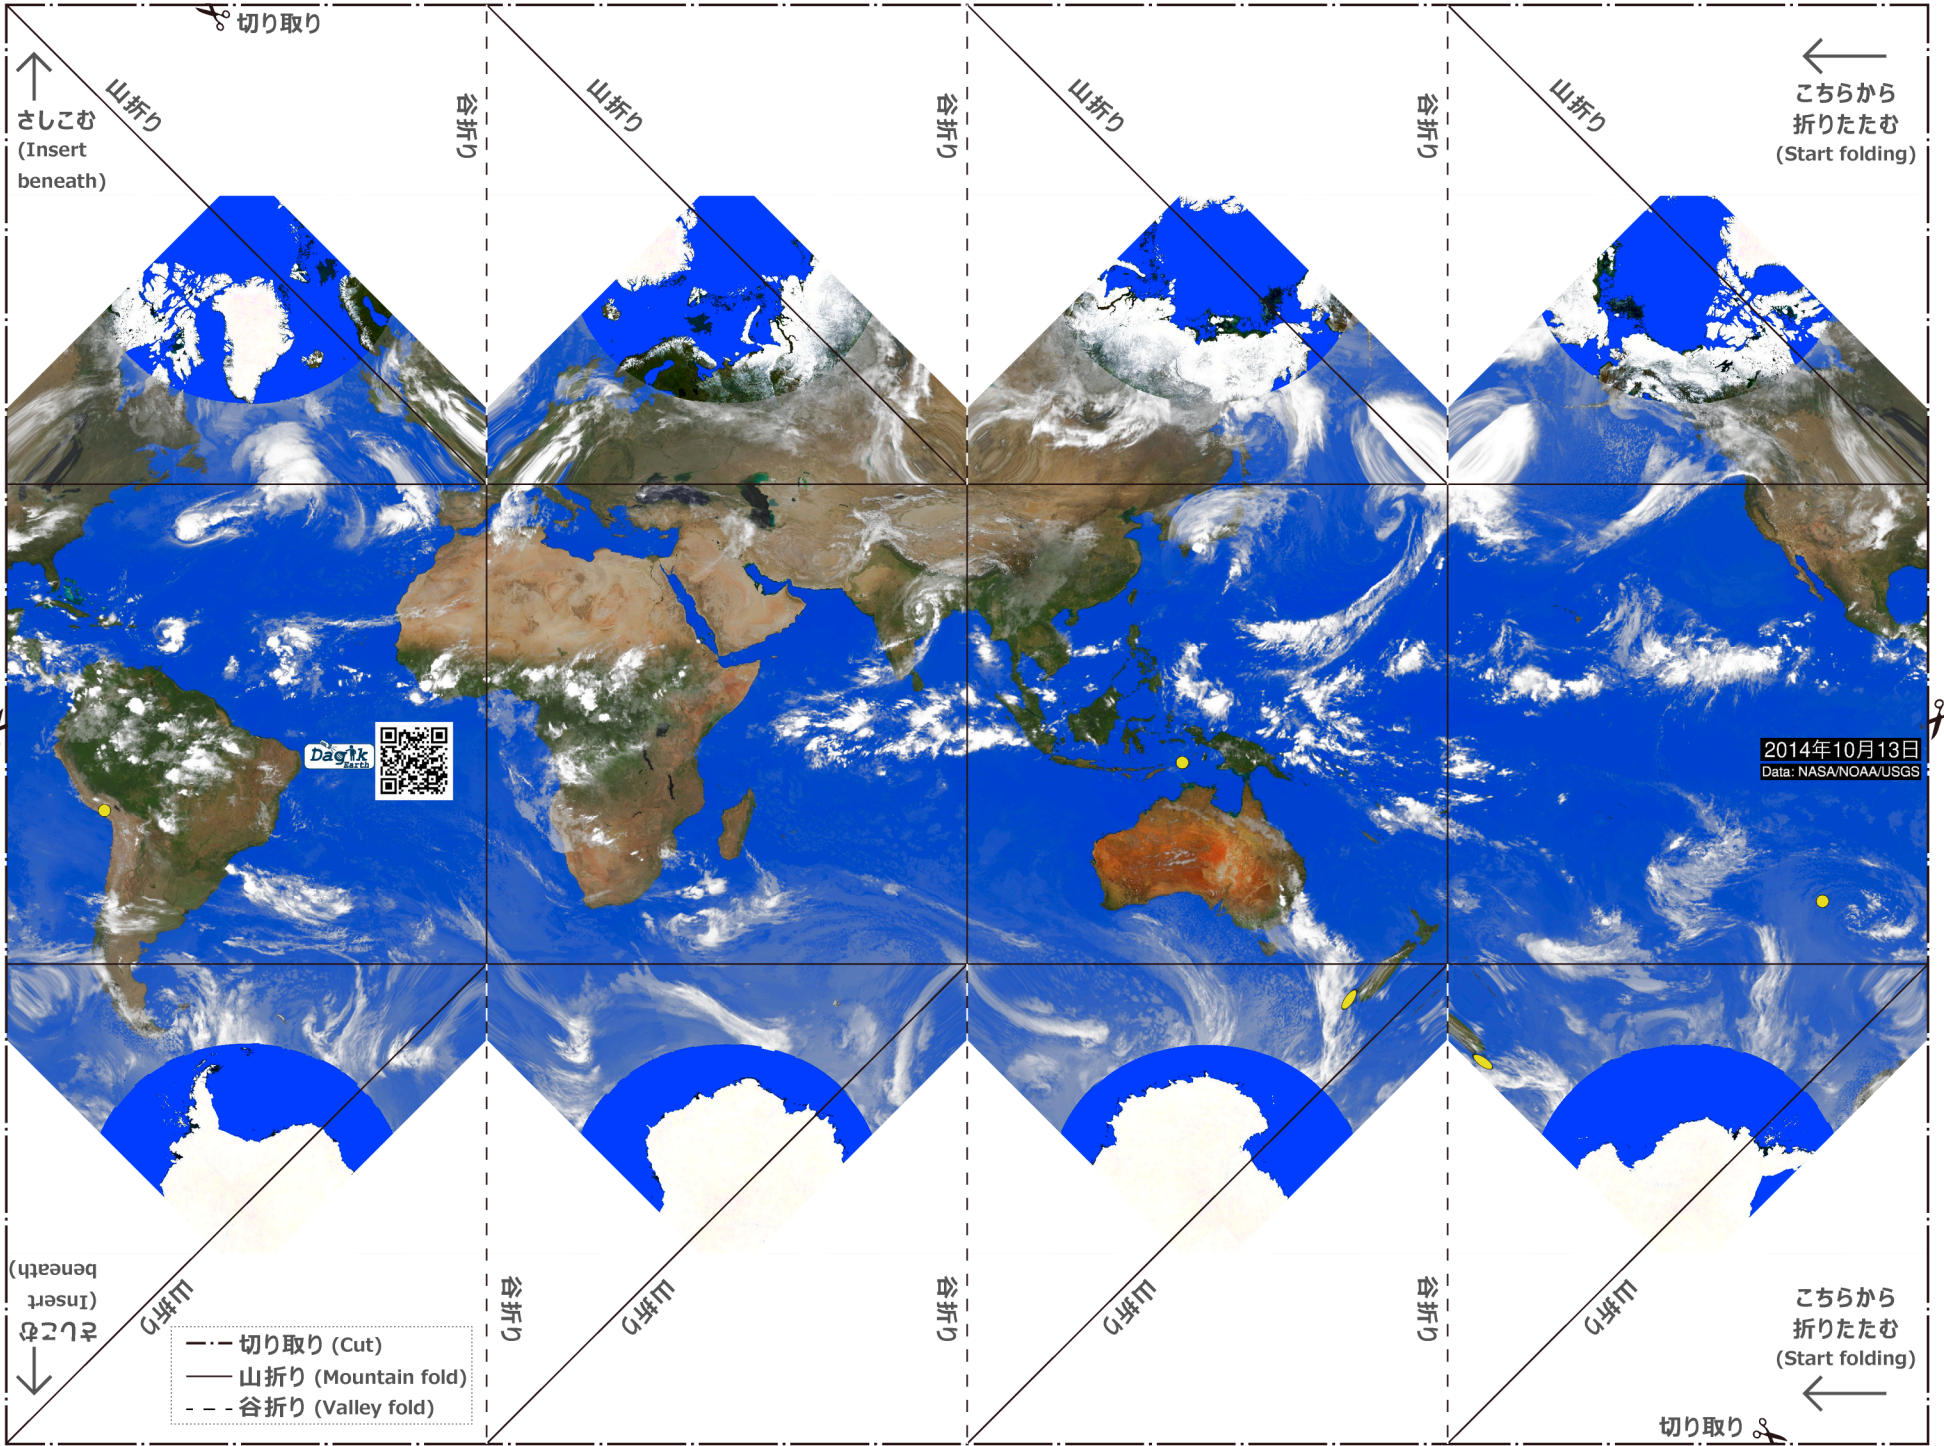 切り取り
山折り
谷折り
山折り
谷折り
山折り
谷折り
山折り
さしこむ
(Insert
beneath)
こちらから
折りたたむ
(Start folding)
Dagik
Earth
2014年10月13日
Data: NASA/NOAA/USGS
さしこむ
(Insert
beneath)
山折り
谷折り
山折り
谷折り
山折り
谷折り
山折り
こちらから
折りたたむ
(Start folding)
切り取り (Cut)
山折り (Mountain fold)
谷折り (Valley fold)
切り取り